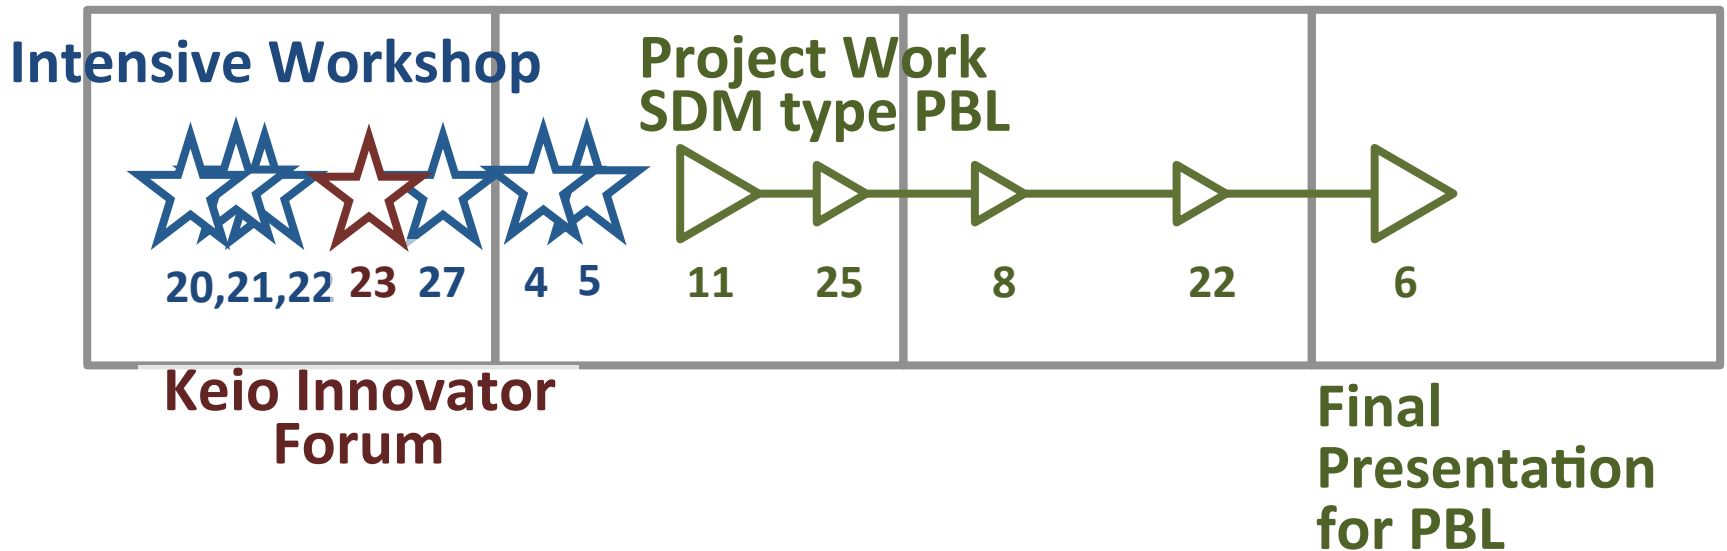 Intensive Workshop
Project Work
SDM type PBL
20,21,22 23 27 4 5 11 25 8 22 6
Keio Innovator
Forum
Final
Presentation
for PBL